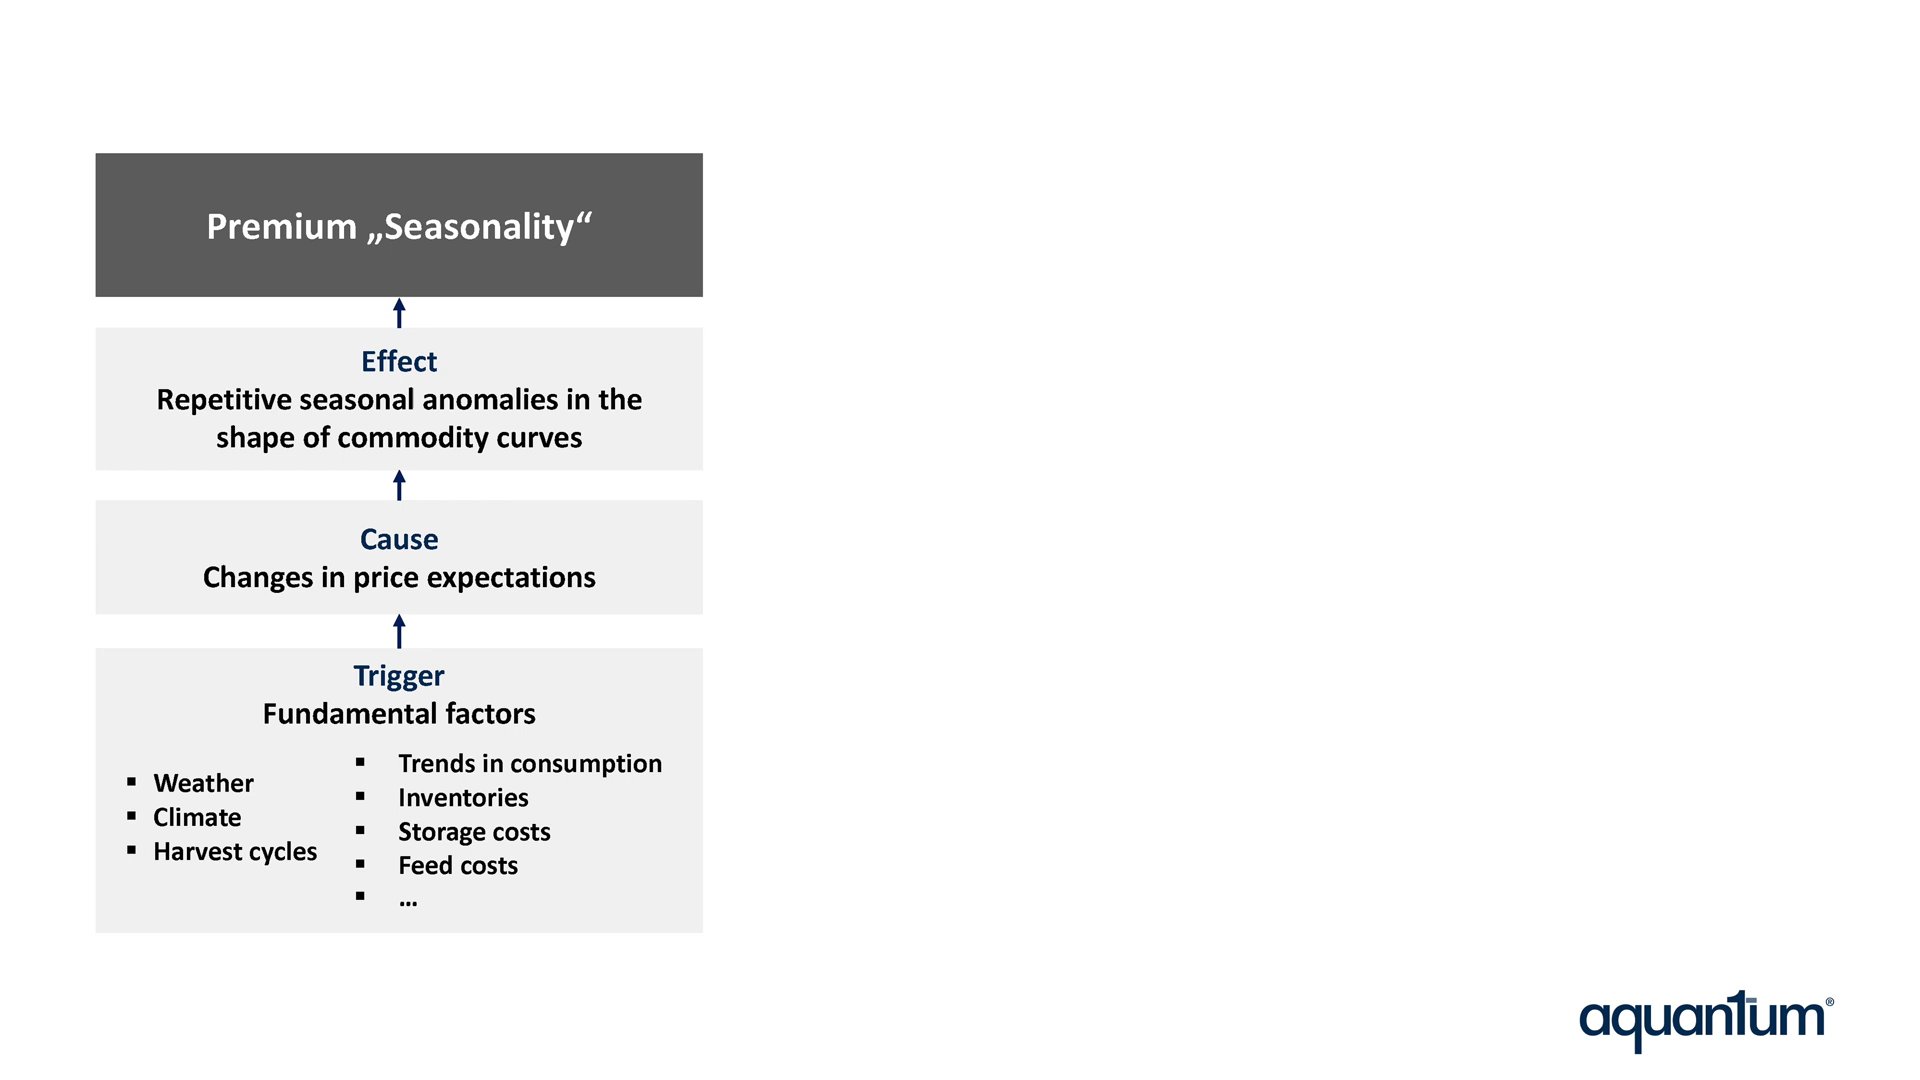 Premium „Seasonality“
Effect
Repetitive seasonal anomalies in the
shape of commodity curves
Cause
Changes in price expectations
Trigger
Fundamental factors
▪ Weather
▪ Climate
▪ Harvest cycles
▪ Trends in consumption
▪ Inventories
▪ Storage costs
▪ Feed costs
▪ ...
aquantum®